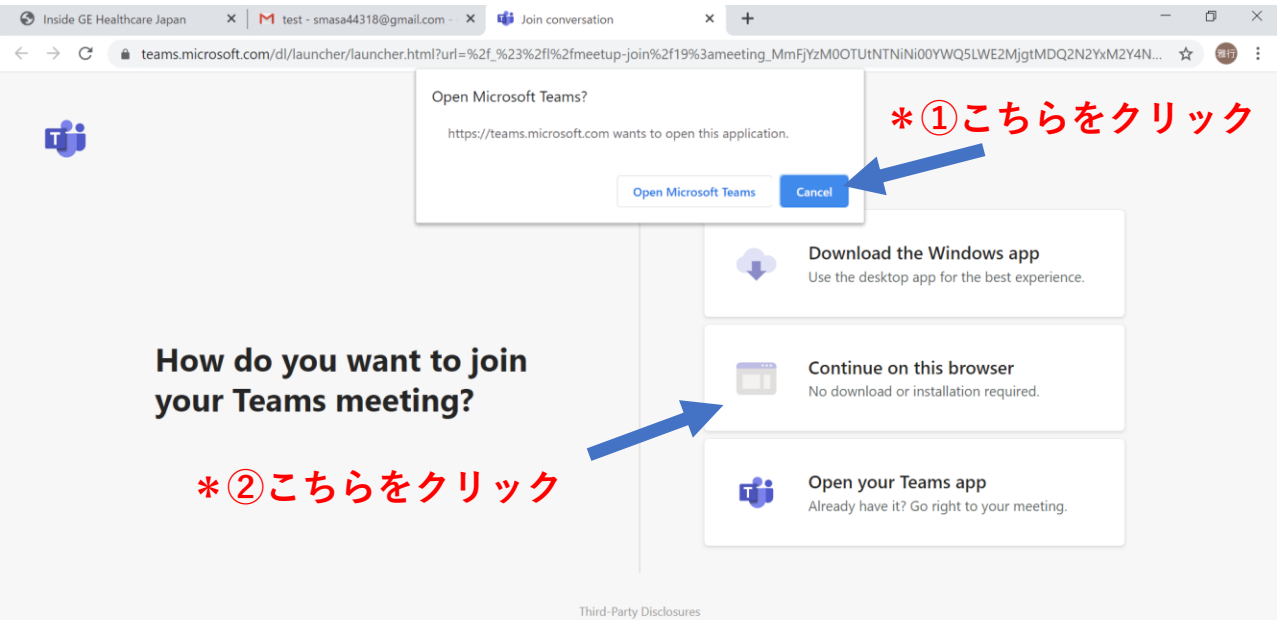 Inside GE Healthcare Japan
test - smasa44318@gmail.com -
Join conversation
teams.microsoft.com/dl/launcher/launcher.html?url=%2f_%23%2fl%2fmeetup-join%2f19%3ameeting_MmFjYzM0OTUtNTNiNi00YWQ5LWE2MjgtMDQ2N2YxM2Y4N...
雅行
Open Microsoft Teams?
https://teams.microsoft.com wants to open this application.
Open Microsoft Teams
Cancel
＊①こちらをクリック
Download the Windows app
Use the desktop app for the best experience.
How do you want to join
your Teams meeting?
Continue on this browser
No download or installation required.
＊②こちらをクリック
Open your Teams app
Already have it? Go right to your meeting.
Third-Party Disclosures